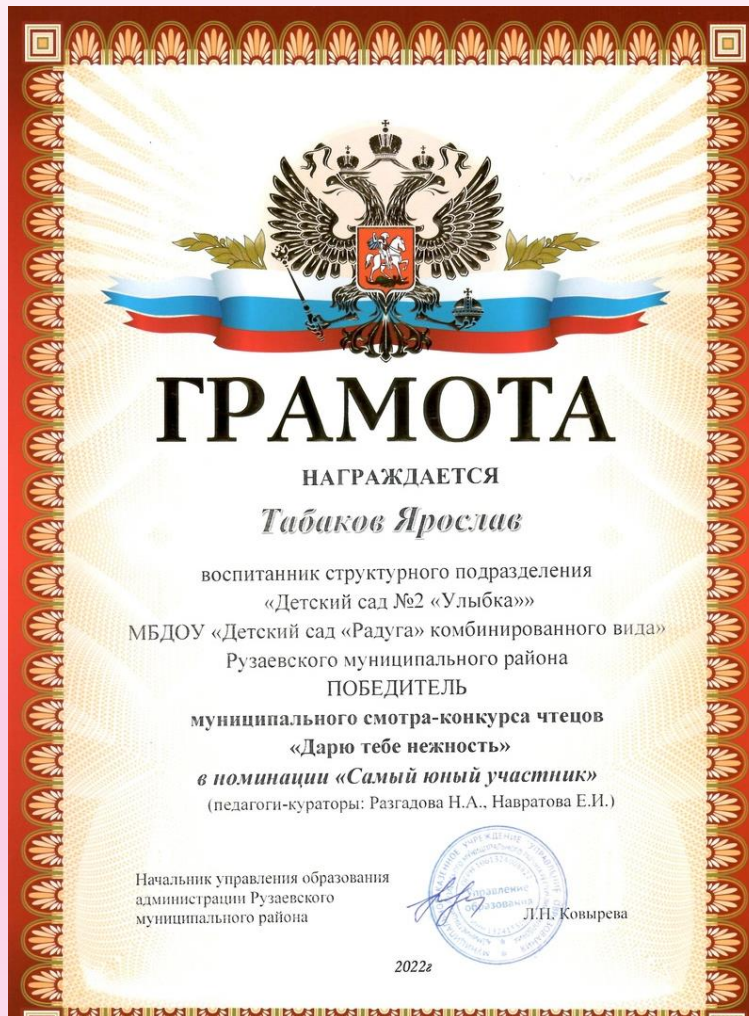 ГРАМОТА
НАГРАЖДАЕТСЯ
Табаков Ярослав
воспитанник структурного подразделения
«Детский сад №2 «Улыбка»»
МБДОУ «Детский сад «Радуга» комбинированного вида»
Рузаевского муниципального района
ПОБЕДИТЕЛЬ
муниципального смотра-конкурса чтецов
«Дарю тебе нежность»
в номинации «Самый юный участник»
(педагоги-кураторы: Разгадова Н.А., Навратова Е.И.)
Начальник управления образования
администрации Рузаевского
муниципального района
Управление
образования
Л.Н. Ковырева
2022г